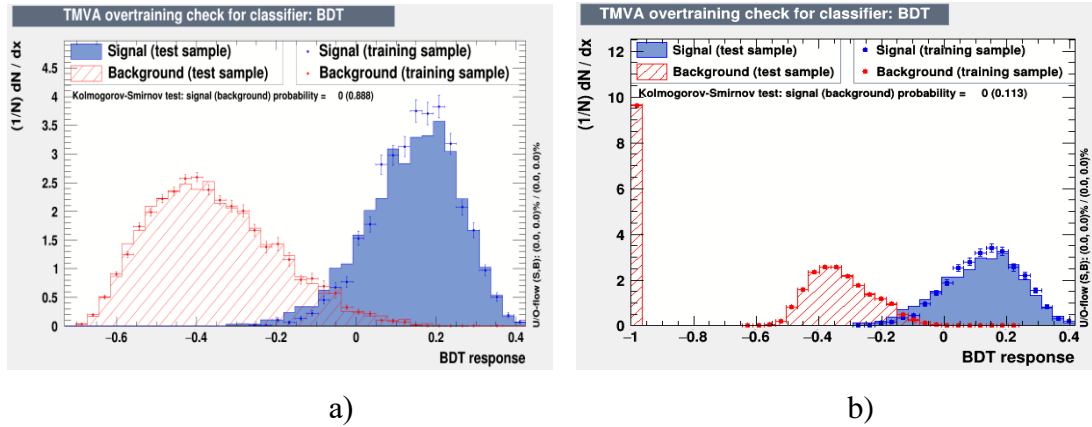 TMVA overtraining check for classifier: BDT
(1/N) dN / dx
Signal (test sample)
Background (test sample)
Signal (training sample)
Background (training sample)
Kolmogorov-Smirnov test: signal (background) probability = 0 (0.888)
4.5
4
3.5
3
2.5
2
1.5
1
0.5
0
−0.6 −0.4 −0.2 0 0.2 0.4
BDT response
U/O-flow (S,B): (0.0, 0.0)% / (0.0, 0.0)%
a)
TMVA overtraining check for classifier: BDT
(1/N) dN / dx
Signal (test sample)
Background (test sample)
Signal (training sample)
Background (training sample)
Kolmogorov-Smirnov test: signal (background) probability = 0 (0.113)
12
10
8
6
4
2
0
−1 −0.8 −0.6 −0.4 −0.2 0 0.2 0.4
BDT response
U/O-flow (S,B): (0.0, 0.0)% / (0.0, 0.0)%
b)